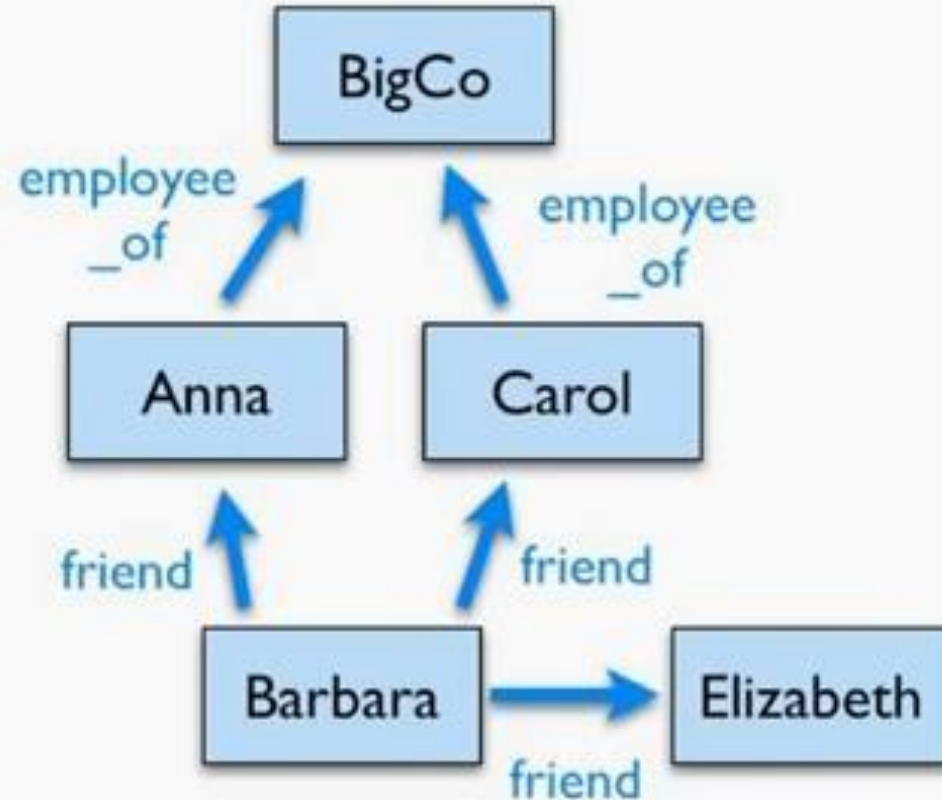 BigCo
employee
_of
employee
_of
Anna
Carol
friend
friend
Barbara
Elizabeth
friend